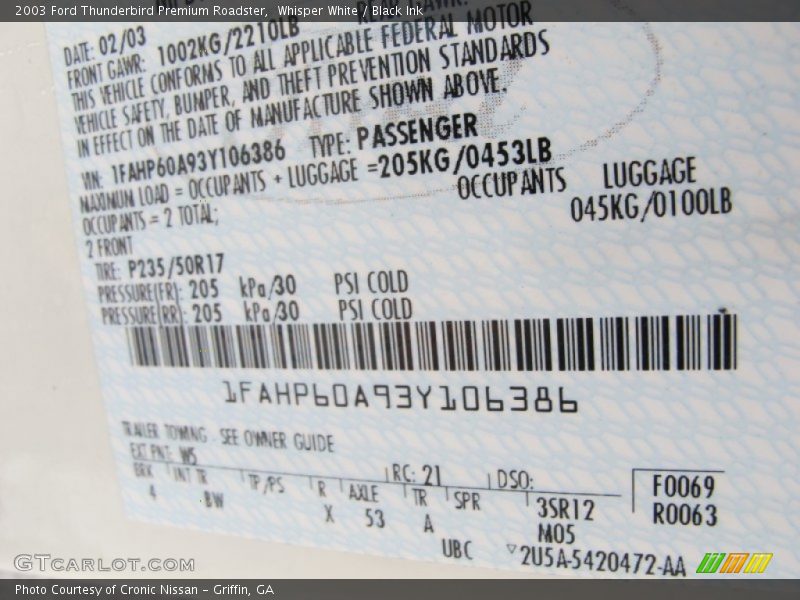 2003 Ford Thunderbird Premium Roadster, Whisper White / Black Ink
REAR GAWR:
DATE: 02/03
FRONT GAWR: 1002KG/2210LB
THIS VEHICLE CONFORMS TO ALL APPLICABLE FEDERAL MOTOR
VEHICLE SAFETY, BUMPER, AND THEFT PREVENTION STANDARDS
IN EFFECT ON THE DATE OF MANUFACTURE SHOWN ABOVE.
VIN: 1FAHP60A93Y106386 TYPE: PASSENGER
MAXIMUM LOAD = OCCUPANTS + LUGGAGE =205KG/0453LB
OCCUPANTS = 2 TOTAL; OCCUPANTS LUGGAGE
2 FRONT 045KG/0100LB
TIRE: P235/50R17
PRESSURE(FR): 205 kPa/30 PSI COLD
PRESSURE(RR): 205 kPa/30 PSI COLD
1FAHP60A93Y106386
TRAILER TOWING - SEE OWNER GUIDE
EXT PNT: WS RC: 21 DSO: F0069
BRK INT TR TP/PS R AXLE TR SPR 3SR12 R0063
4 BW X 53 A M05
UBC ▽2U5A-5420472-AA
GTCARLOT.COM
Photo Courtesy of Cronic Nissan - Griffin, GA